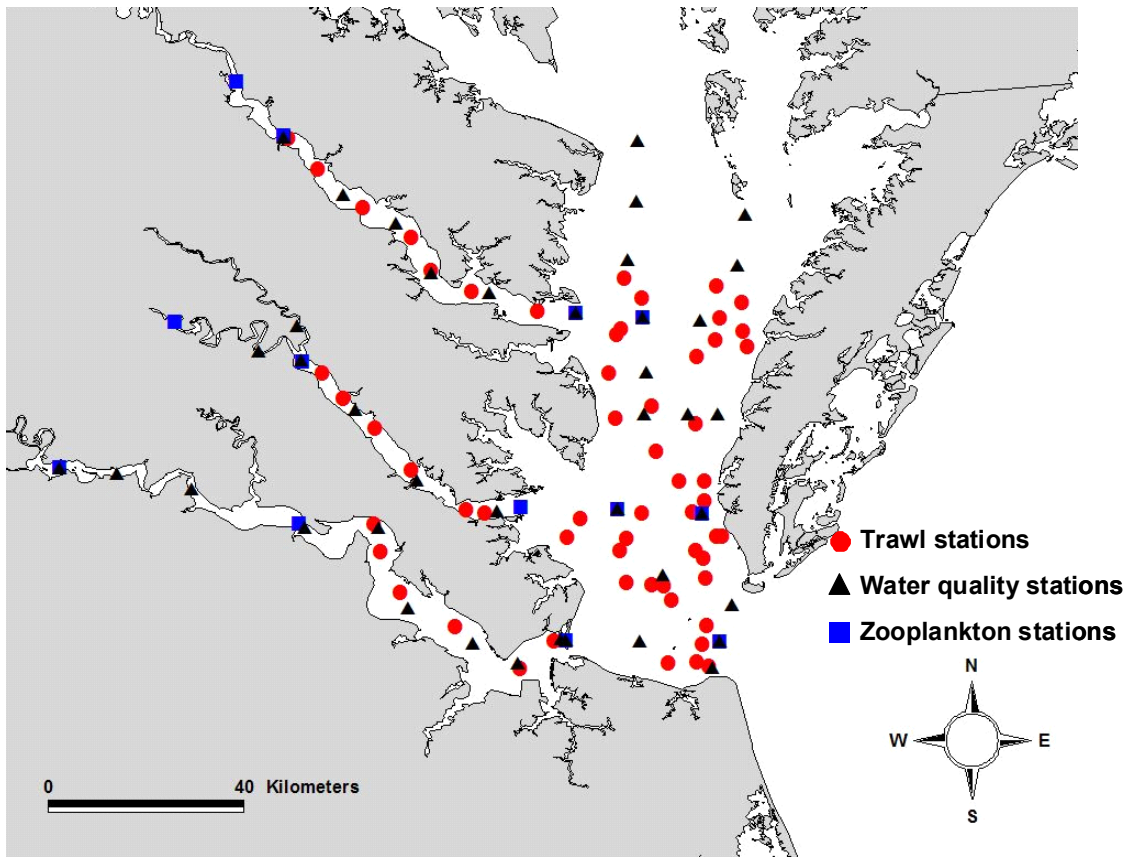 Trawl stations
Water quality stations
Zooplankton stations
N
W E
S
0 40 Kilometers